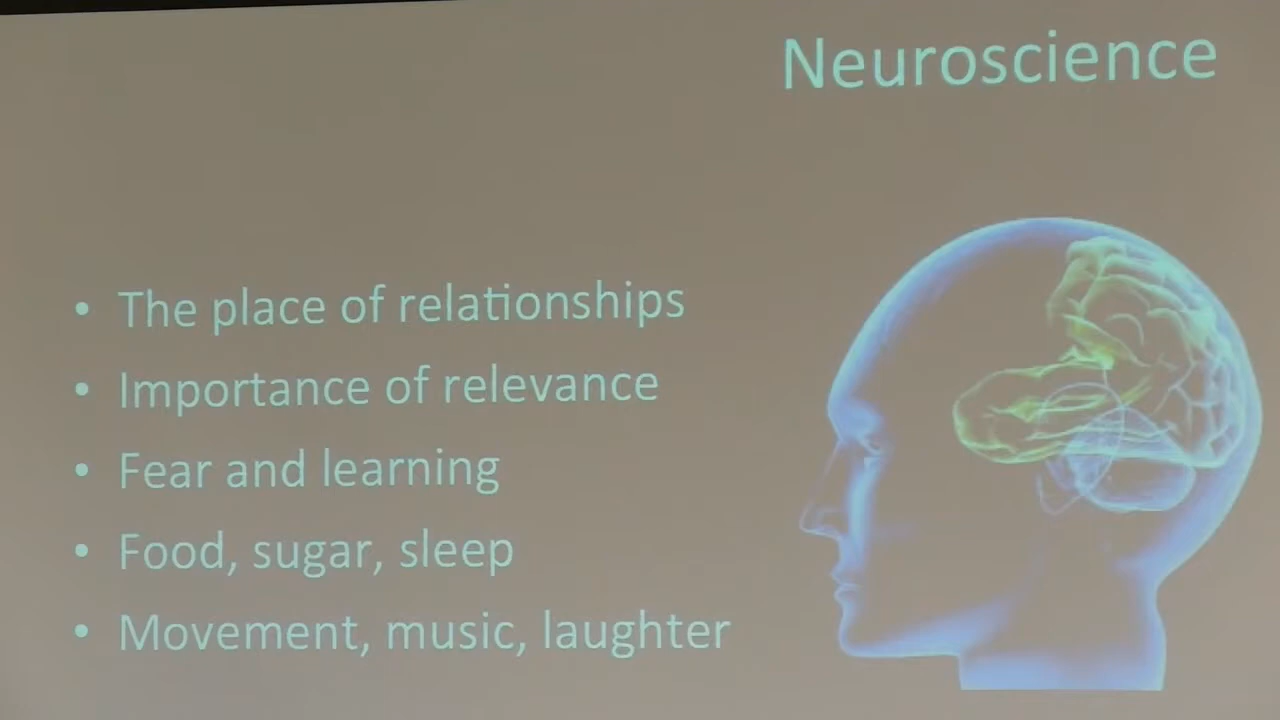 Neuroscience
• The place of relationships
• Importance of relevance
• Fear and learning
• Food, sugar, sleep
• Movement, music, laughter